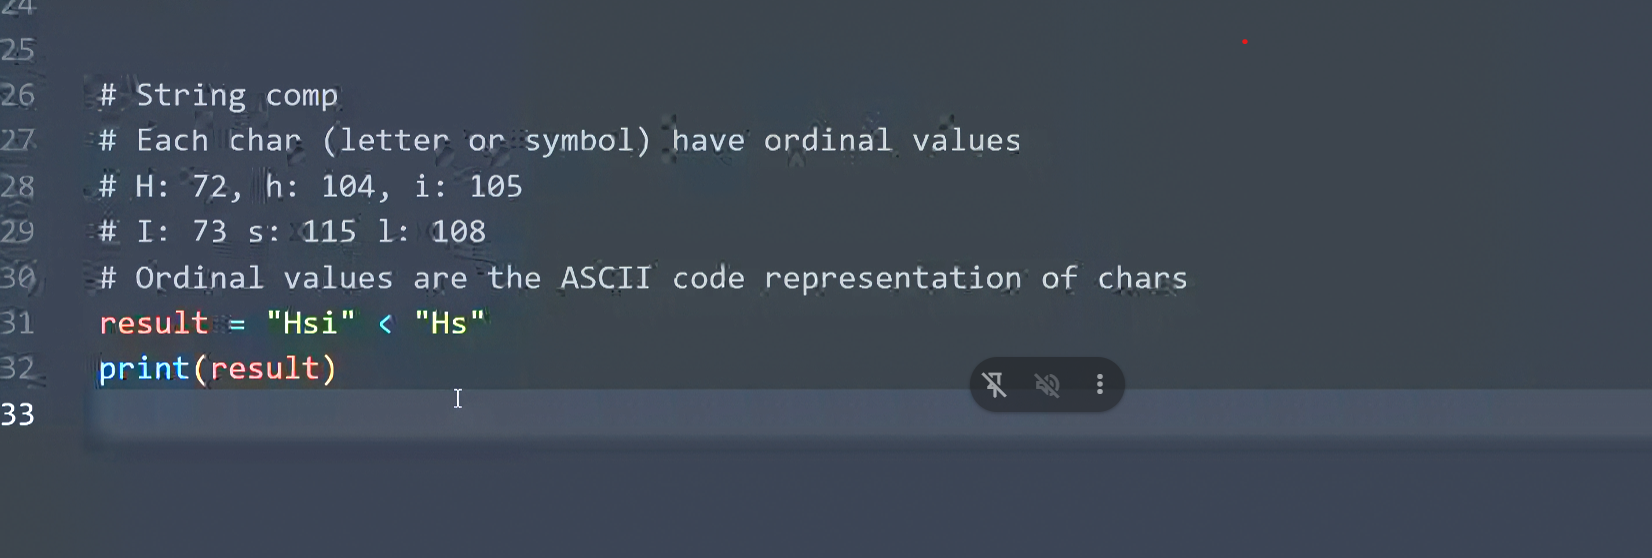 24
25
26 # String comp
27 # Each char (letter or symbol) have ordinal values
28 # H: 72, h: 104, i: 105
29 # I: 73 s: 115 l: 108
30 # Ordinal values are the ASCII code representation of chars
31 result = "Hsi" < "Hs"
32 print(result)
33